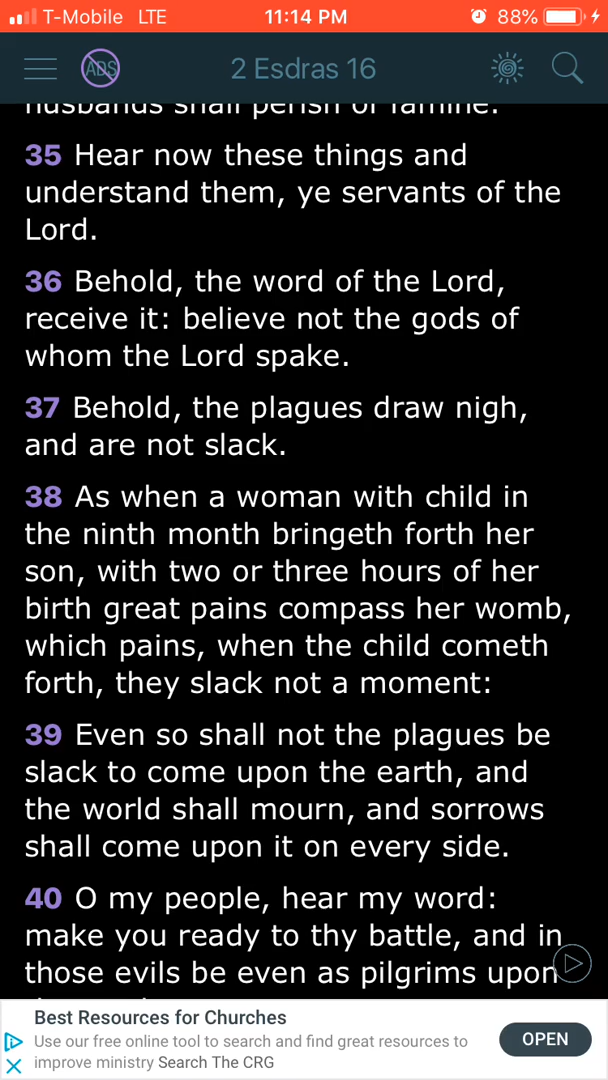 T-Mobile LTE 11:14 PM 88%
ADS 2 Esdras 16
husbands shall perish of famine.
35 Hear now these things and
understand them, ye servants of the
Lord.
36 Behold, the word of the Lord,
receive it: believe not the gods of
whom the Lord spake.
37 Behold, the plagues draw nigh,
and are not slack.
38 As when a woman with child in
the ninth month bringeth forth her
son, with two or three hours of her
birth great pains compass her womb,
which pains, when the child cometh
forth, they slack not a moment:
39 Even so shall not the plagues be
slack to come upon the earth, and
the world shall mourn, and sorrows
shall come upon it on every side.
40 O my people, hear my word:
make you ready to thy battle, and in
those evils be even as pilgrims upon
Best Resources for Churches
Use our free online tool to search and find great resources to
improve ministry Search The CRG
OPEN